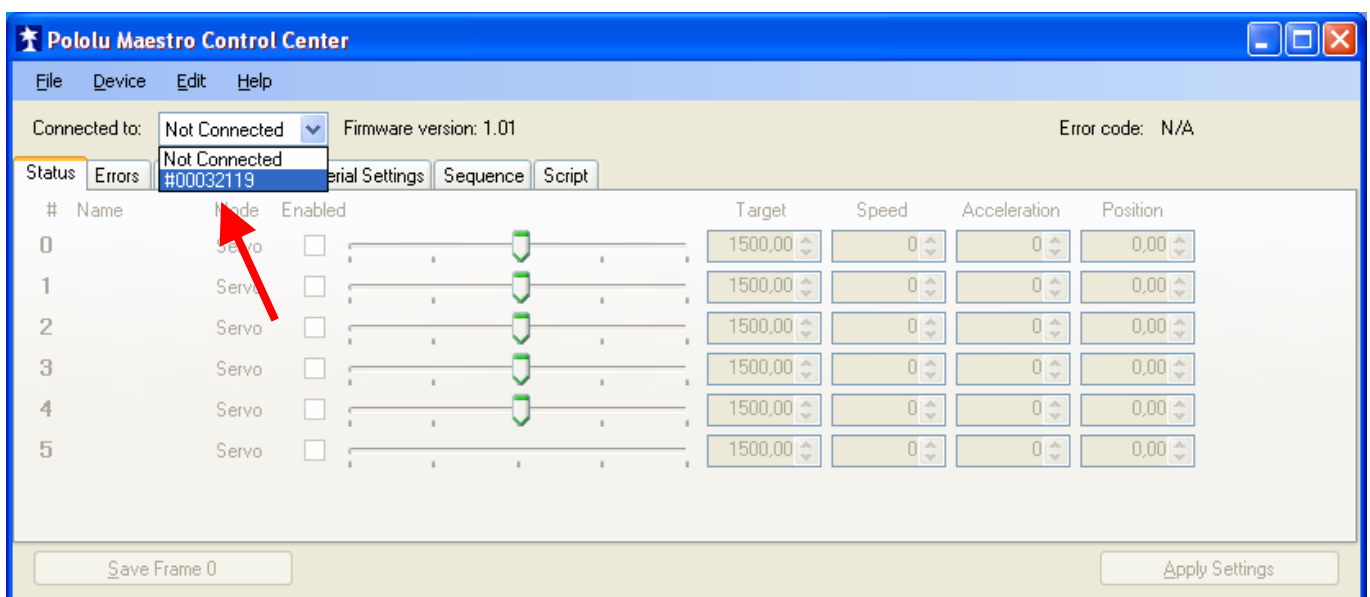 Pololu Maestro Control Center
File Device Edit Help
Connected to: Not Connected Firmware version: 1.01 Error code: N/A
Not Connected
#00032119
Status Errors erial Settings Sequence Script
# Name Mode Enabled Target Speed Acceleration Position
0 Servo 1500,00 0 0 0,00
1 Servo 1500,00 0 0 0,00
2 Servo 1500,00 0 0 0,00
3 Servo 1500,00 0 0 0,00
4 Servo 1500,00 0 0 0,00
5 Servo 1500,00 0 0 0,00
Save Frame 0 Apply Settings